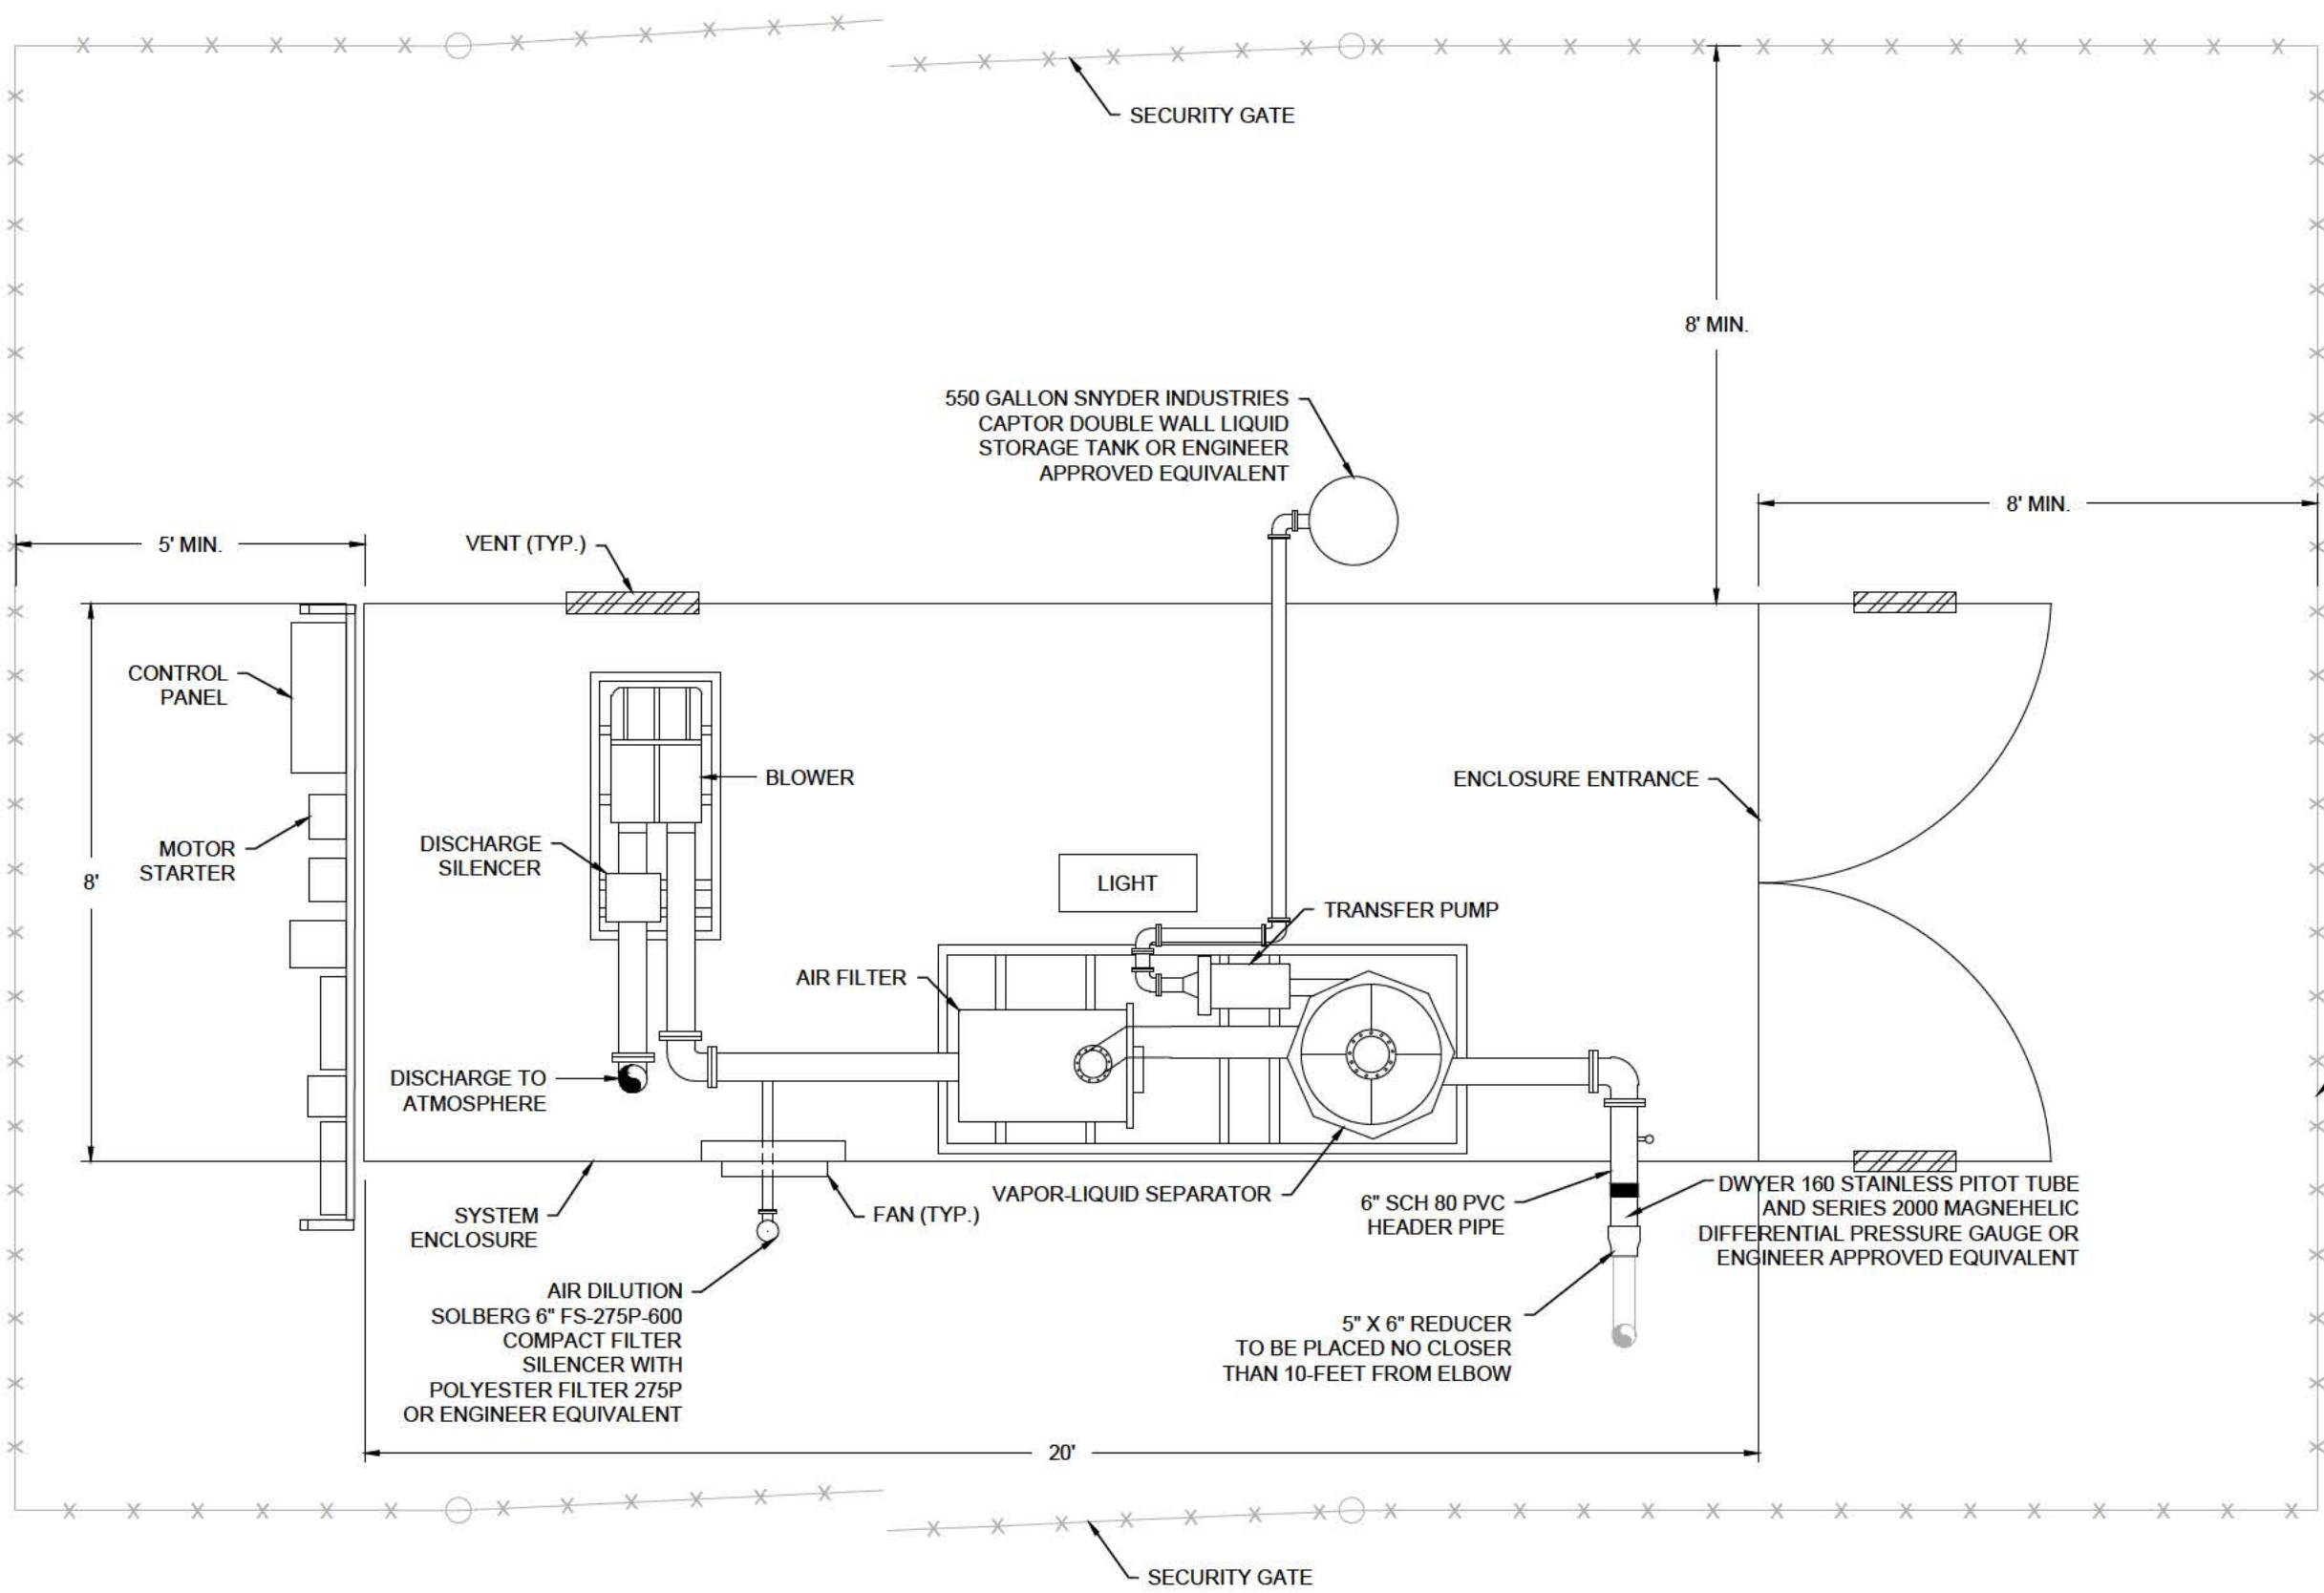 SECURITY GATE
8' MIN.
550 GALLON SNYDER INDUSTRIES
CAPTOR DOUBLE WALL LIQUID
STORAGE TANK OR ENGINEER
APPROVED EQUIVALENT
8' MIN.
5' MIN.
VENT (TYP.)
CONTROL
PANEL
BLOWER
ENCLOSURE ENTRANCE
MOTOR
STARTER
DISCHARGE
SILENCER
8'
LIGHT
TRANSFER PUMP
AIR FILTER
DISCHARGE TO
ATMOSPHERE
VAPOR-LIQUID SEPARATOR
6" SCH 80 PVC
HEADER PIPE
DWYER 160 STAINLESS PITOT TUBE
AND SERIES 2000 MAGNEHELIC
DIFFERENTIAL PRESSURE GAUGE OR
ENGINEER APPROVED EQUIVALENT
SYSTEM
ENCLOSURE
FAN (TYP.)
AIR DILUTION
SOLBERG 6" FS-275P-600
COMPACT FILTER
SILENCER WITH
POLYESTER FILTER 275P
OR ENGINEER EQUIVALENT
5" X 6" REDUCER
TO BE PLACED NO CLOSER
THAN 10-FEET FROM ELBOW
20'
SECURITY GATE